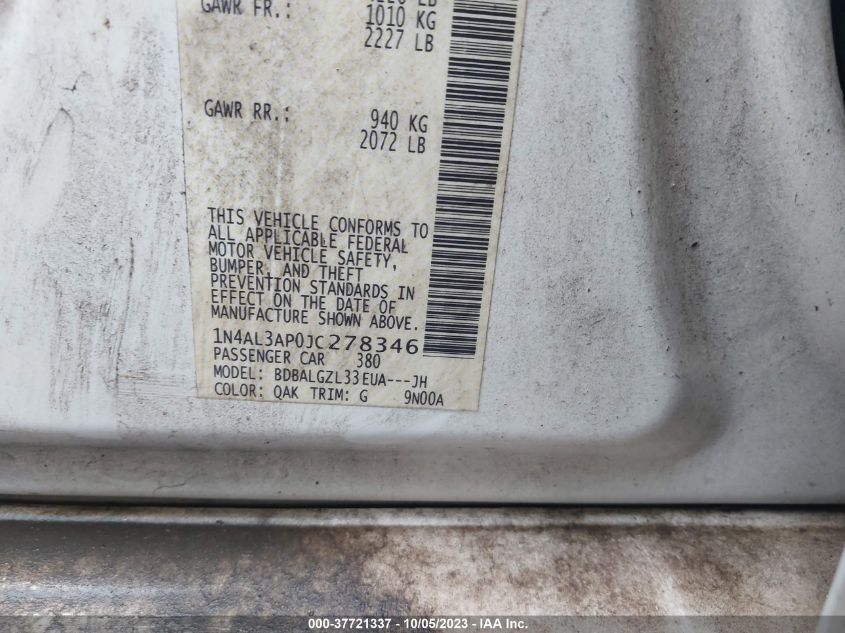 GAWR FR.:
1010 KG
2227 LB
GAWR RR.: 940 KG
2072 LB
THIS VEHICLE CONFORMS TO
ALL APPLICABLE FEDERAL
MOTOR VEHICLE SAFETY,
BUMPER, AND THEFT
PREVENTION STANDARDS IN
EFFECT ON THE DATE OF
MANUFACTURE SHOWN ABOVE.
1N4AL3AP0JC278346
PASSENGER CAR 380
MODEL: BDBALGZL33EUA---JH
COLOR: QAK TRIM: G 9N00A
000-37721337 - 10/05/2023 - IAA Inc.